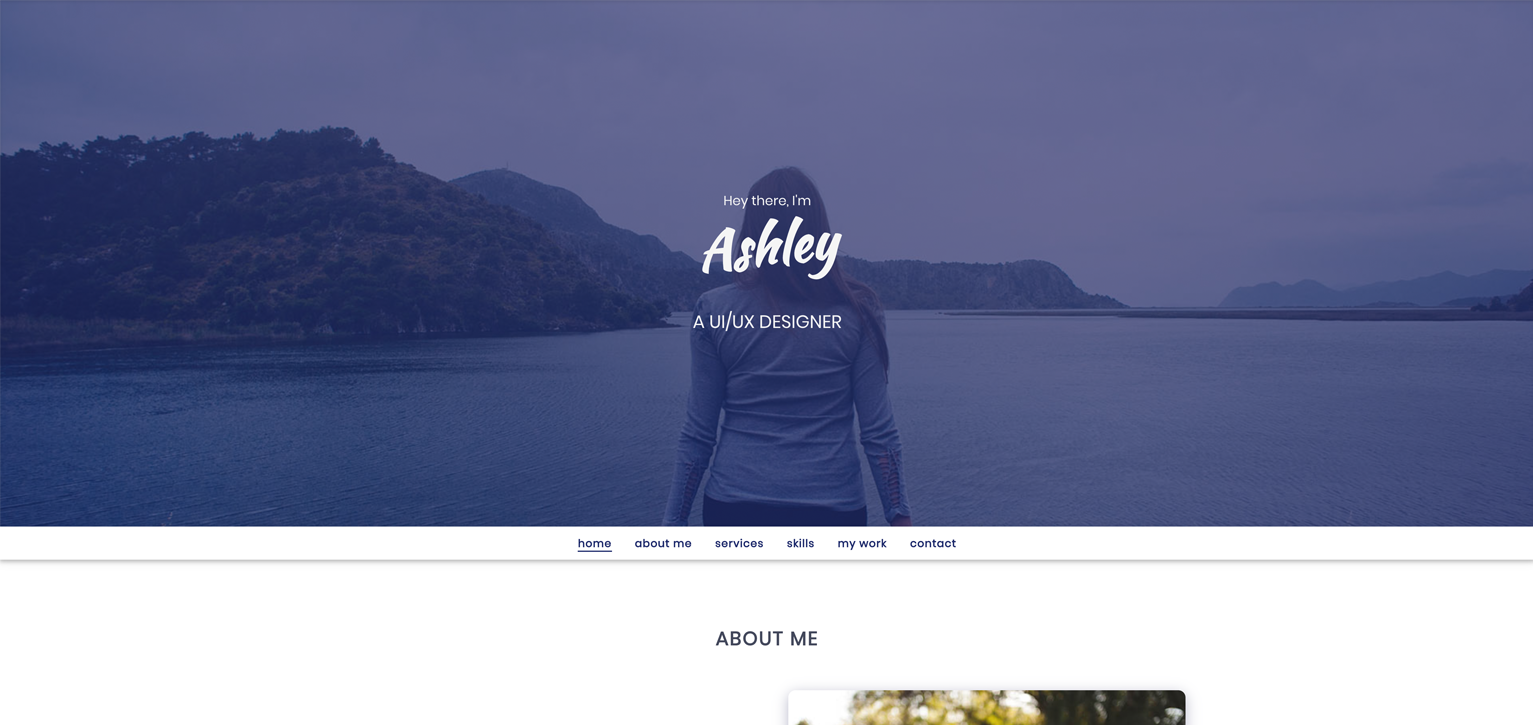 Hey there, I'm
Ashley
A UI/UX DESIGNER
home about me services skills my work contact
ABOUT ME